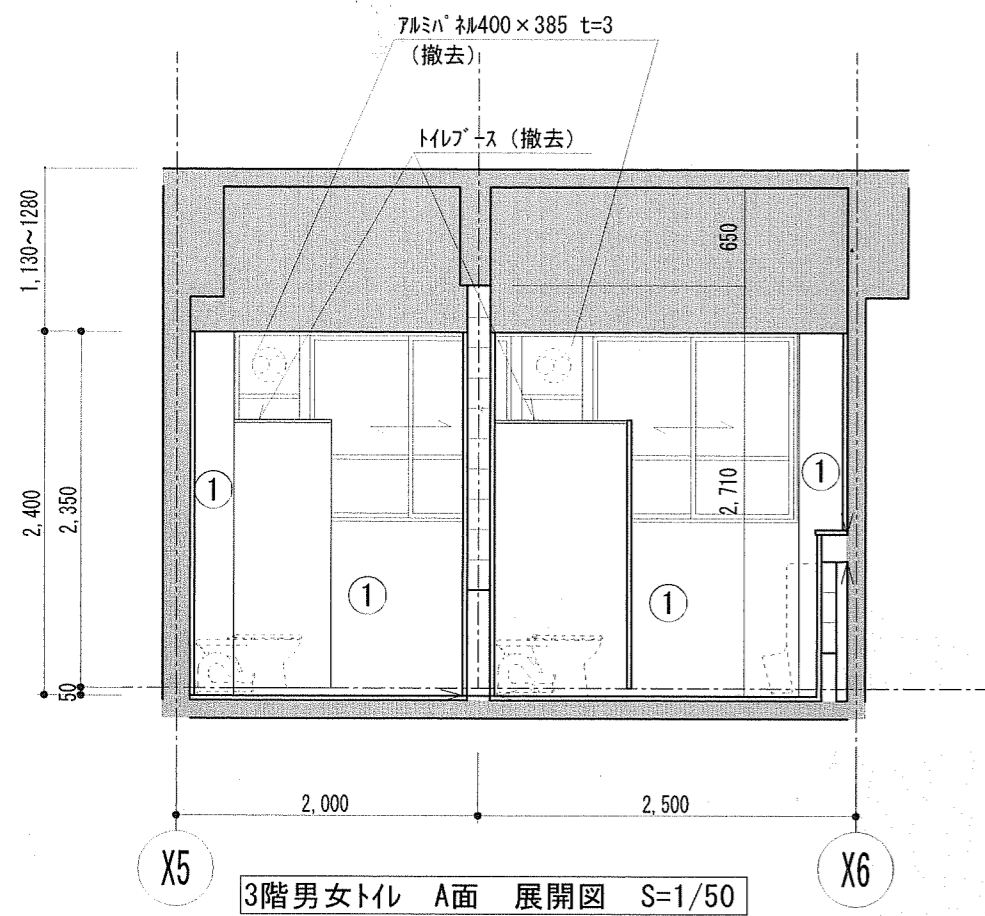 アルミパネル400×385 t=3
（撤去）
トイレブース（撤去）
1,130~1280
650
2,400
2,350
2,710
①
①
①
①
50
2,000
2,500
X5
X6
3階男女トイレ A面 展開図 S=1/50